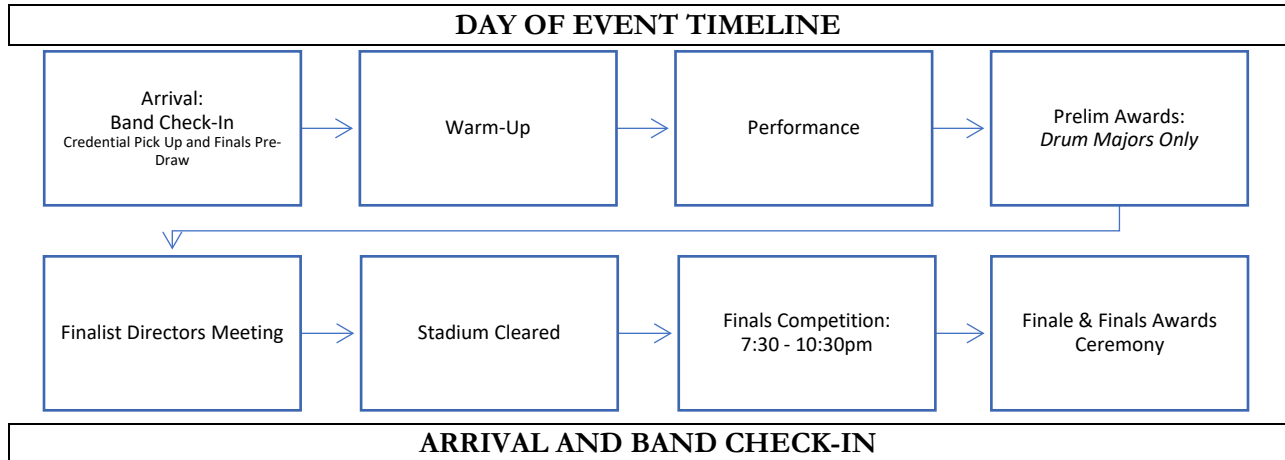 DAY OF EVENT TIMELINE
Arrival:
Band Check-In
Credential Pick Up and Finals Pre-
Draw
Warm-Up
Performance
Prelim Awards:
Drum Majors Only
Finalist Directors Meeting
Stadium Cleared
Finals Competition:
7:30 - 10:30pm
Finale & Finals Awards
Ceremony
ARRIVAL AND BAND CHECK-IN